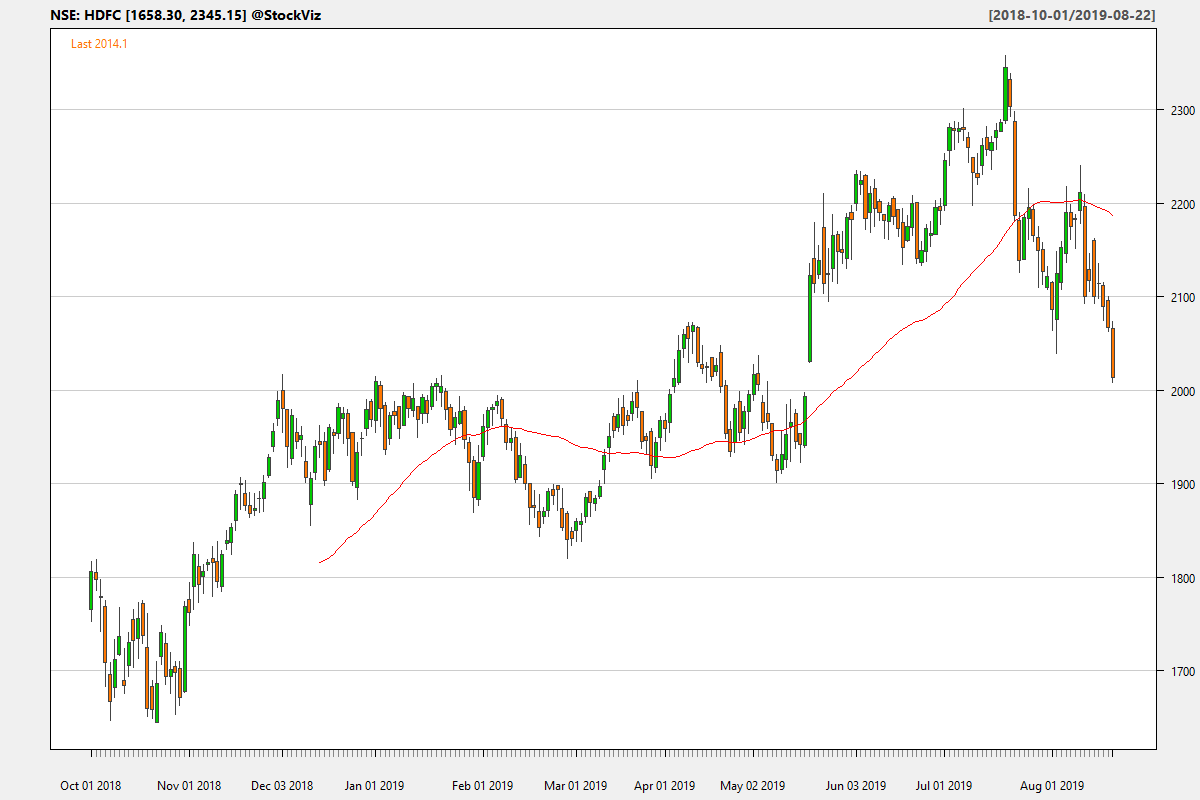 NSE: HDFC [1658.30, 2345.15] @StockViz
[2018-10-01/2019-08-22]
Last 2014.1
2300
2200
2100
2000
1900
1800
1700
Oct 01 2018
Nov 01 2018
Dec 03 2018
Jan 01 2019
Feb 01 2019
Mar 01 2019
Apr 01 2019
May 02 2019
Jun 03 2019
Jul 01 2019
Aug 01 2019